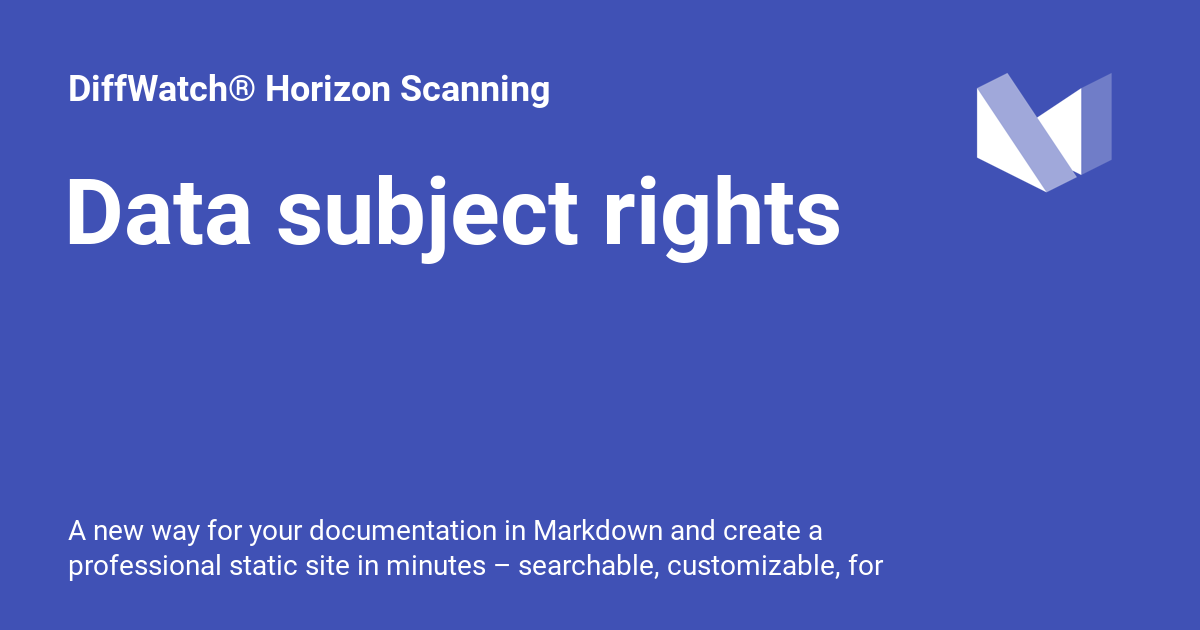 DiffWatch® Horizon Scanning
Data subject rights
A new way for your documentation in Markdown and create a
professional static site in minutes – searchable, customizable, for